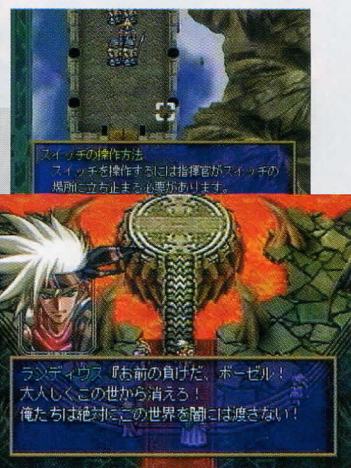 スイッチの操作方法
スイッチを操作するには指揮官がスイッチの
場所に立ち止まる必要があります。
ランディウス『お前の負けだ、ボーゼル！
大人しくこの世から消えろ！
俺たちは絶対にこの世界を闇には渡さない！